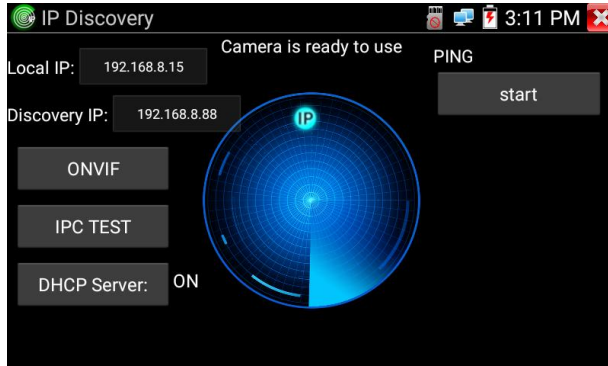 IP Discovery
3:11 PM
Camera is ready to use
Local IP: 192.168.8.15
PING
start
Discovery IP: 192.168.8.88
IP
ONVIF
IPC TEST
DHCP Server: ON